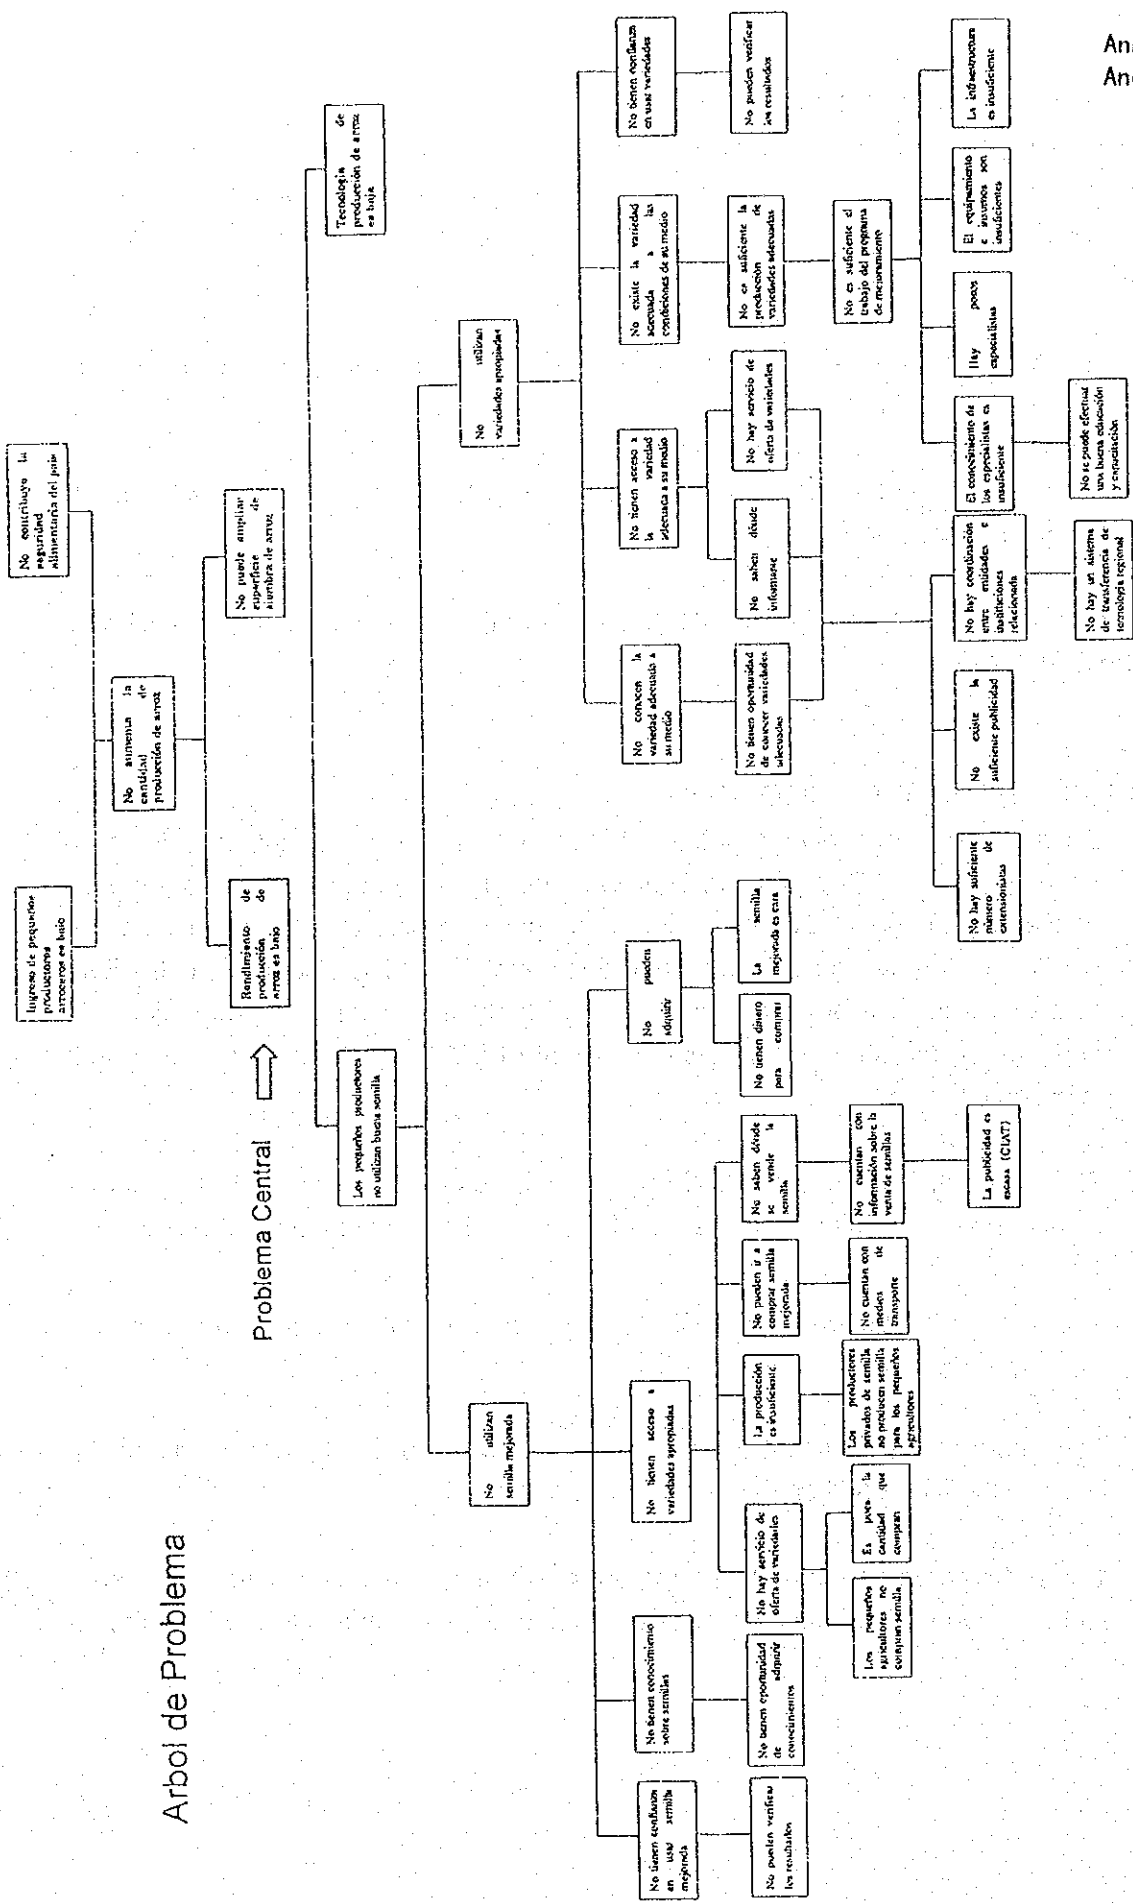 An
An
Arbol de Problema
Ingreso de pequeños
productores
arroceros es bajo
No contribuye la
seguridad
alimentaria del país
No aumenta la
cantidad de
producción de arroz
Problema Central
Rendimiento de
producción de
arroz es bajo
No puede ampliar
superficie de
siembra de arroz
Los pequeños productores
no utilizan buena semilla
Tecnología de
producción de arroz
es baja
No utilizan
semilla mejorada
No utilizan
variedades apropiadas
No tienen confianza
en usar semilla
mejorada
No tienen conocimiento
sobre semillas
No tienen acceso a
variedades apropiadas
No pueden
adquirir
No conocen la
variedad adecuado a
su medio
No tienen acceso a
la variedad
adecuada a su medio
No existe la variedad
adecuada a las
condiciones de su medio
No tienen confianza
en usar variedades
No pueden verificar
los resultados
No tienen oportunidad
de adquirir
conocimientos
No hay servicio de
oferta de variedades
La producción
es insuficiente
No pueden ir a
comprar semilla
mejorada
No saben dónde
se vende la
semilla
No tienen dinero
para comprar
La semilla
mejorada es cara
No tienen oportunidad
de conocer variedades
adecuadas
No saben dónde
informarse
No hay servicio de
oferta de variedades
No es suficiente la
producción de
variedades adecuadas
No pueden verificar
los resultados
Los pequeños
agricultores no
compran semilla
Es poca la
cantidad que
compran
Los productores
privados de semilla
no producen semilla
para los pequeños
agricultores
No cuentan con
medios de
transporte
No cuentan con
información sobre la
venta de semillas
No es suficiente el
trabajo del programa
de mejoramiento
La publicidad es
escasa (CIAT)
No hay suficiente
número de
extensionistas
No existe la
suficiente publicidad
No hay coordinación
entre entidades e
instituciones
relacionada
El conocimiento de
los especialistas es
insuficiente
Hay pocos
especialistas
El equipamiento
e insumos son
insuficientes
La infraestructura
es insuficiente
No hay un sistema
de transferencia de
tecnología regional
No se puede efectuar
una buena educación
y capacitación